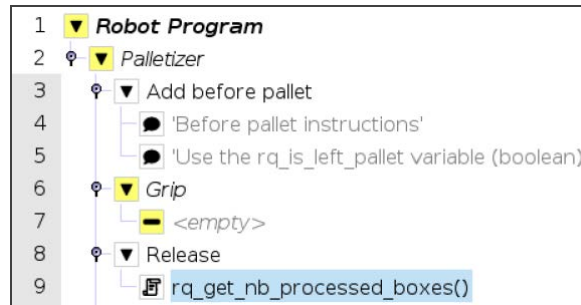 1 Robot Program
2 Palletizer
3 Add before pallet
4 'Before pallet instructions'
5 'Use the rq_is_left_pallet variable (boolean)
6 Grip
7 <empty>
8 Release
9 rq_get_nb_processed_boxes()